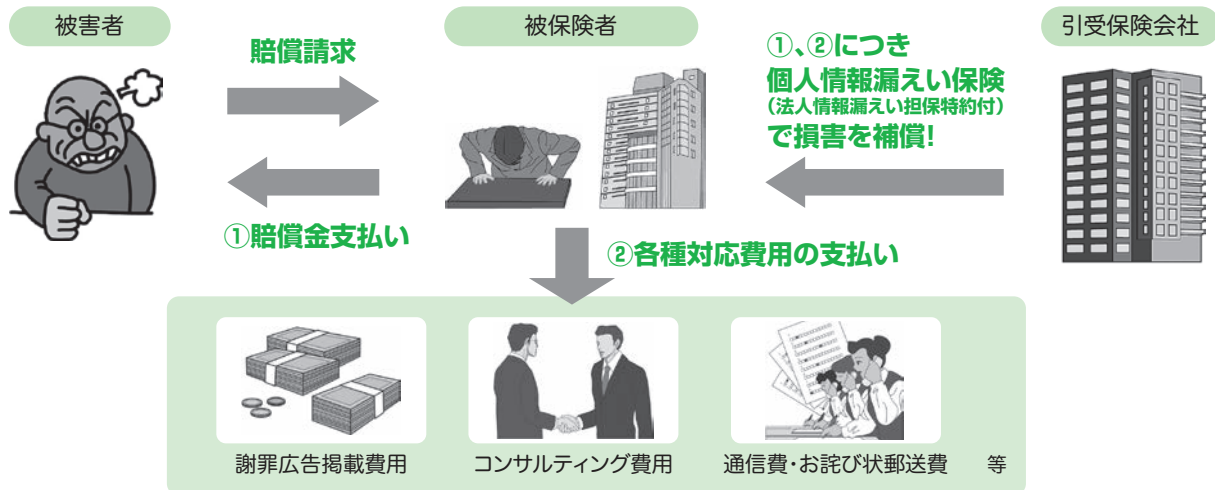 被害者
被保険者
引受保険会社
賠償請求
①、②につき
個人情報漏えい保険
（法人情報漏えい担保特約付）
で損害を補償!
①賠償金支払い
②各種対応費用の支払い
謝罪広告掲載費用
コンサルティング費用
通信費・お詫び状郵送費
等